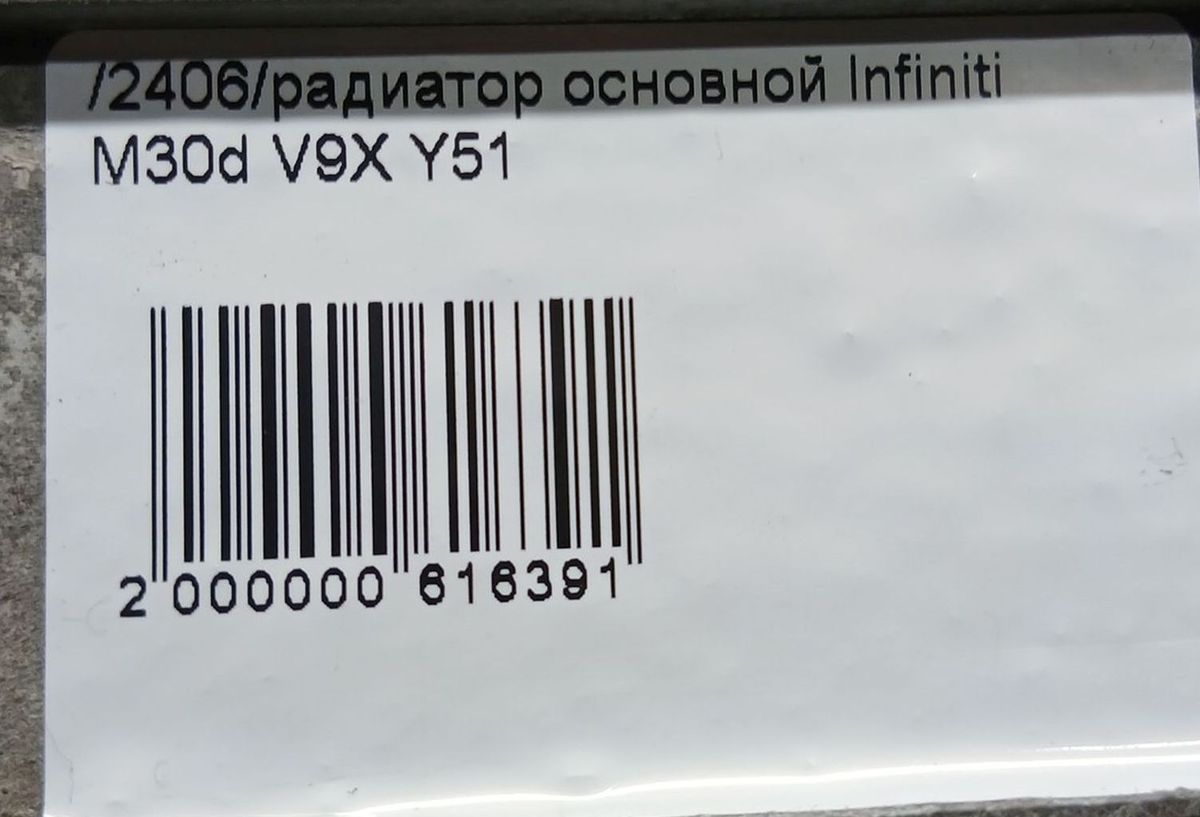 /2406/радиатор основной Infiniti
M30d V9X Y51
2 000000 616391